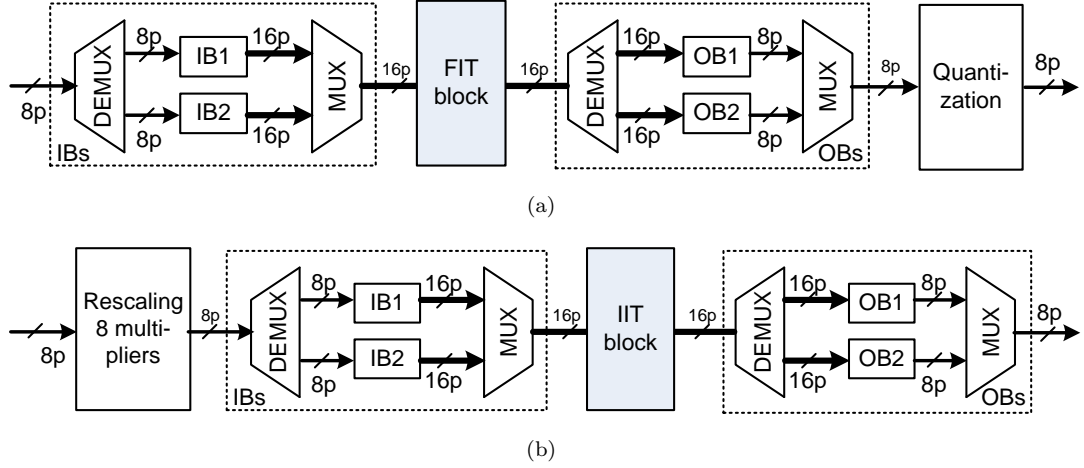 8p
DEMUX
8p
IB1
16p
8p
IB2
16p
MUX
IBs
16p
FIT
block
16p
DEMUX
16p
OB1
8p
16p
OB2
8p
MUX
OBs
8p
Quanti-
zation
8p
(a)
8p
Rescaling
8 multi-
pliers
8p
DEMUX
8p
IB1
16p
8p
IB2
16p
MUX
IBs
16p
IIT
block
16p
DEMUX
16p
OB1
8p
16p
OB2
8p
MUX
OBs
8p
(b)